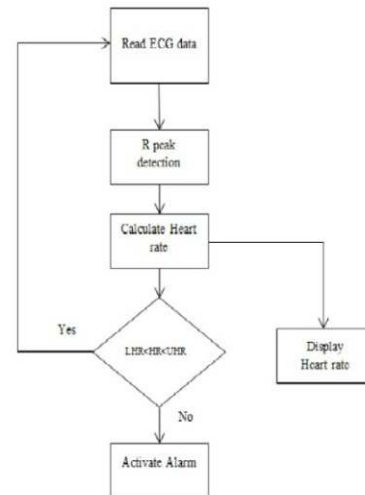 Read ECG data
R peak
detection
Calculate Heart
rate
Yes
LHR<HR<UHR
Display
Heart rate
No
Activate Alarm